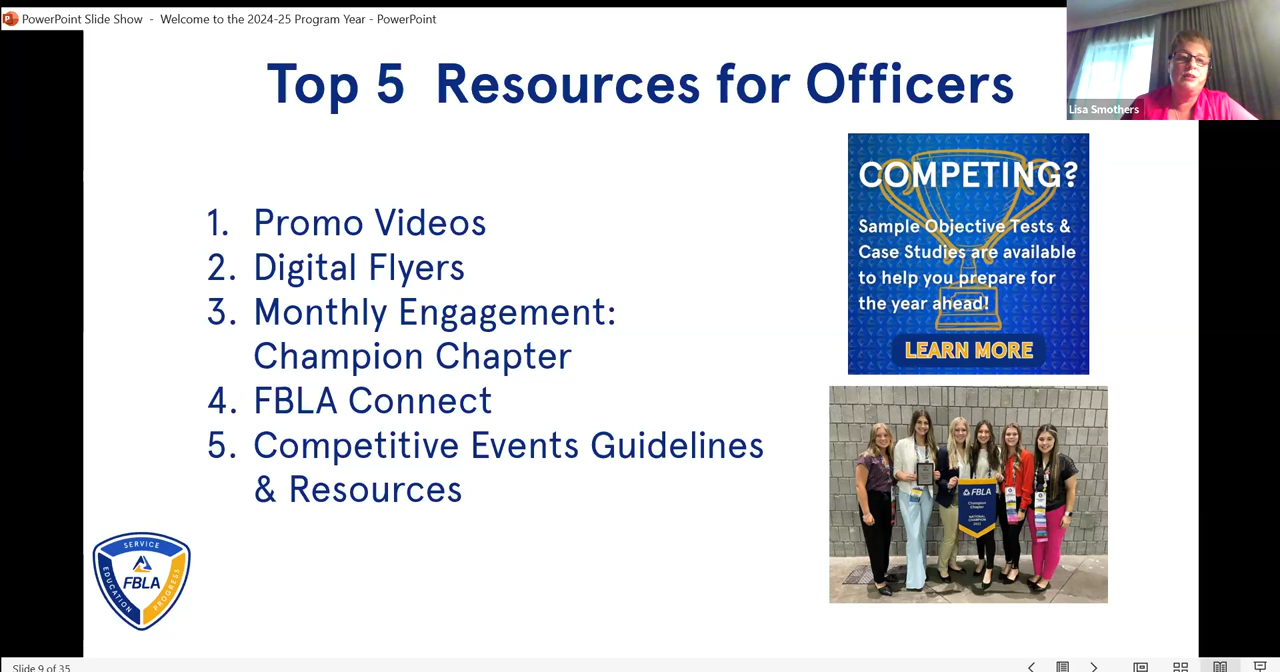 PowerPoint Slide Show - Welcome to the 2024-25 Program Year - PowerPoint
Lisa Smothers
Top 5 Resources for Officers
1. Promo Videos
2. Digital Flyers
3. Monthly Engagement:
Champion Chapter
4. FBLA Connect
5. Competitive Events Guidelines
& Resources
COMPETING?
Sample Objective Tests &
Case Studies are available
to help you prepare for
the year ahead!
LEARN MORE
FBLA
Champion
Chapter
SERVICE
EDUCATION
PROGRESS
FBLA
Slide 9 of 35